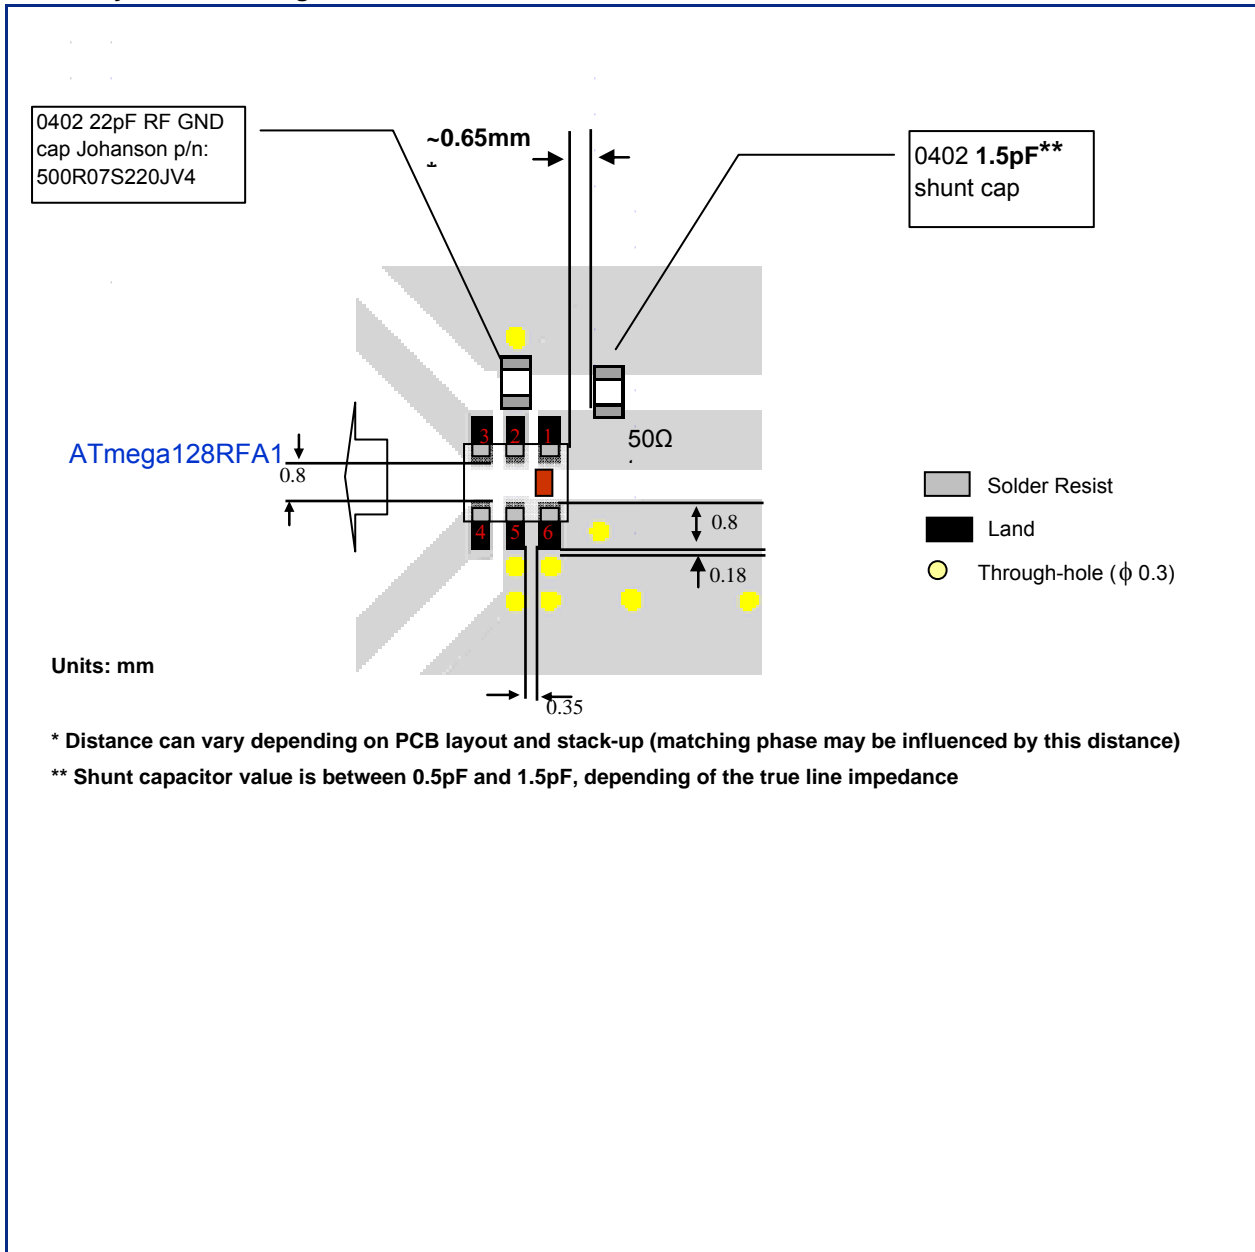 0402 22pF RF GND
cap Johanson p/n:
500R07S220JV4
~0.65mm
*
0402 1.5pF**
shunt cap
3 2 1
50Ω
ATmega128RFA1
0.8
4 5 6
0.8
0.18
0.35
Solder Resist
Land
Through-hole (ϕ 0.3)
Units: mm
* Distance can vary depending on PCB layout and stack-up (matching phase may be influenced by this distance)
** Shunt capacitor value is between 0.5pF and 1.5pF, depending of the true line impedance